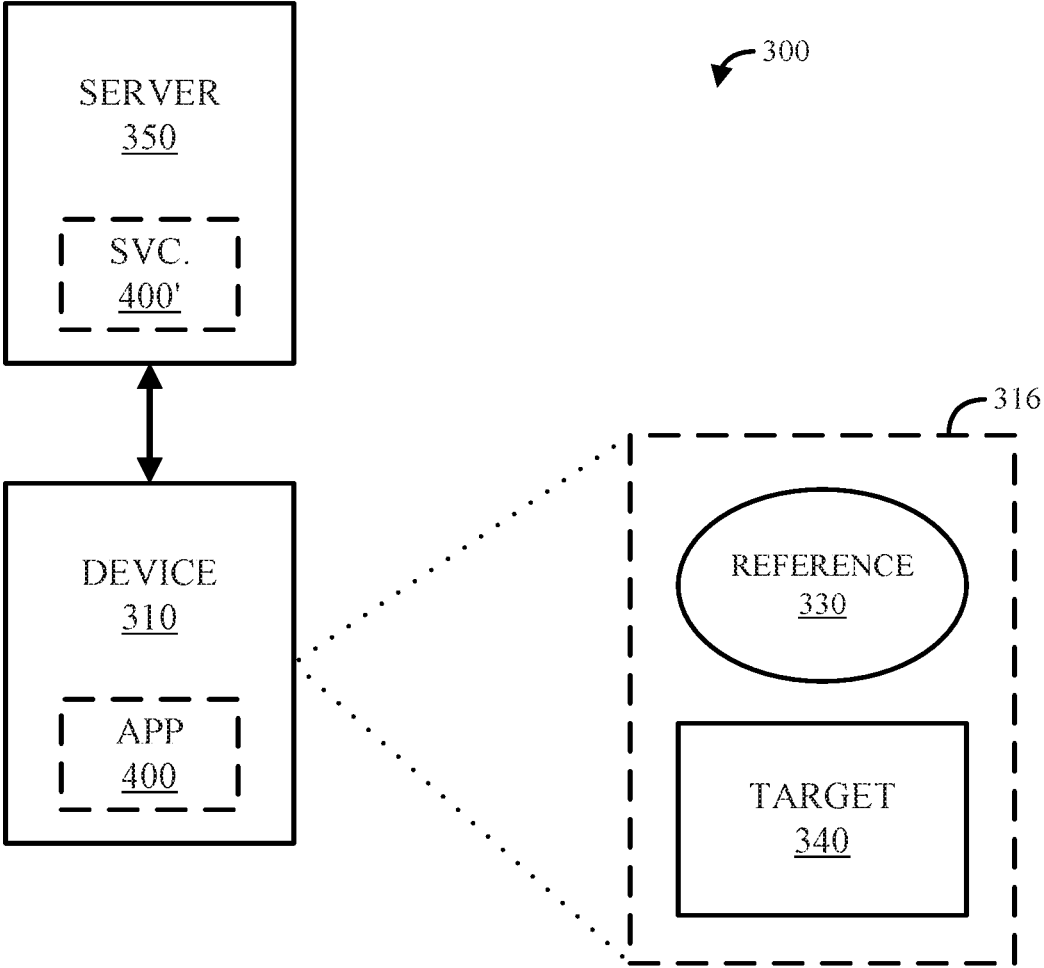 SERVER
350
SVC.
400'
300
DEVICE
310
APP
400
316
REFERENCE
330
TARGET
340